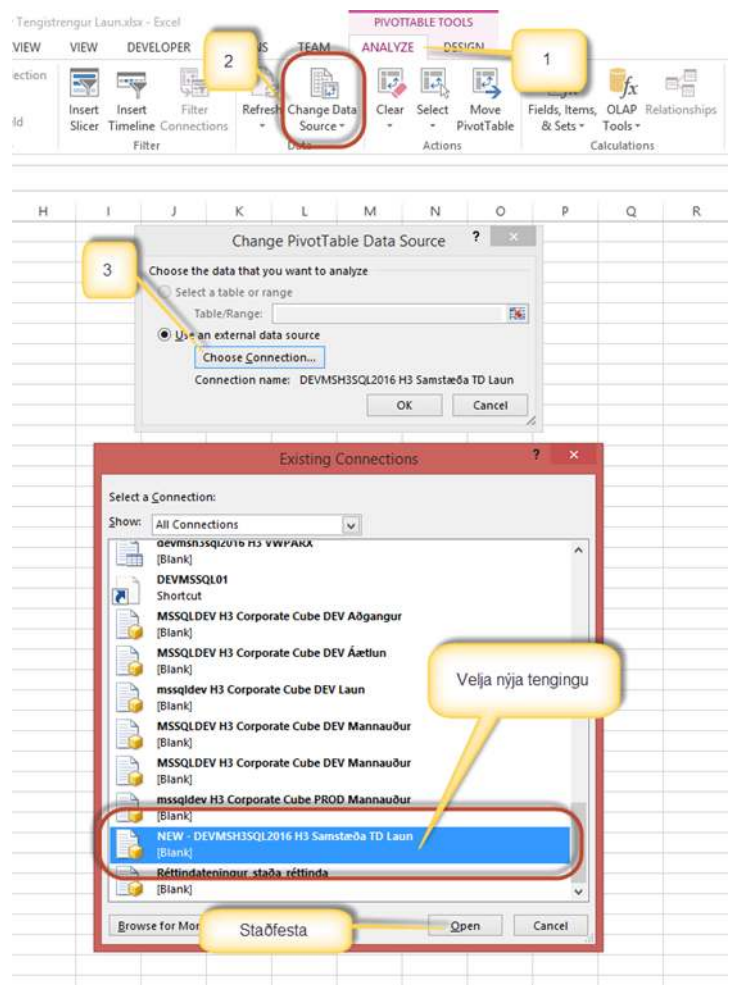 Tengistrengur Laun.xlsx - Excel
PIVOTTABLE TOOLS
VIEW VIEW DEVELOPER TEAM ANALYZE DESIGN
2
1
Insert Slicer
Insert Timeline
Filter Connections
Refresh
Change Data Source
Clear
Select
Move PivotTable
Fields, Items, & Sets
OLAP Tools
Relationships
Filter
Data
Actions
Calculations
H I J K L M N O P Q R
3
Change PivotTable Data Source ?
Choose the data that you want to analyze
Select a table or range
Table/Range:
Use an external data source
Choose Connection...
Connection name: DEVMSH3SQL2016 H3 Samstæða TD Laun
OK Cancel
Existing Connections ?
Select a Connection:
Show: All Connections
devmsh3sql2016 H3 VWPARX
[Blank]
DEVMSSQL01
Shortcut
MSSQLDEV H3 Corporate Cube DEV Aðgangur
[Blank]
MSSQLDEV H3 Corporate Cube DEV Áætlun
[Blank]
mssqldev H3 Corporate Cube DEV Laun
[Blank]
MSSQLDEV H3 Corporate Cube DEV Mannauður
[Blank]
MSSQLDEV H3 Corporate Cube DEV Mannauður
[Blank]
mssqldev H3 Corporate Cube PROD Mannauður
[Blank]
NEW - DEVMSH3SQL2016 H3 Samstæða TD Laun
[Blank]
Réttindateningur staða réttinda
[Blank]
Velja nýja tengingu
Browse for Mor
Staðfesta
Open Cancel